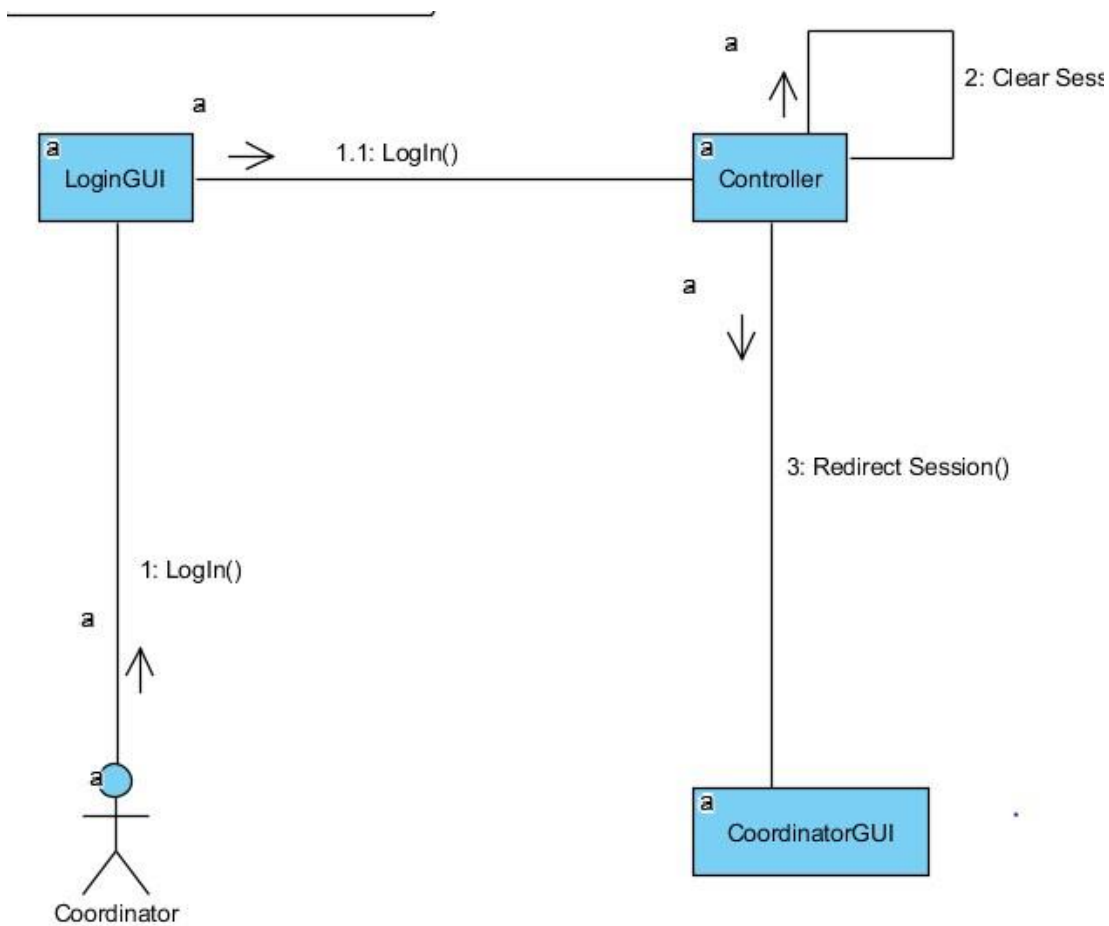 a
2: Clear Sess
a
a
LoginGUI
1.1: LogIn()
a
Controller
a
3: Redirect Session()
1: LogIn()
a
a
Coordinator
a
CoordinatorGUI